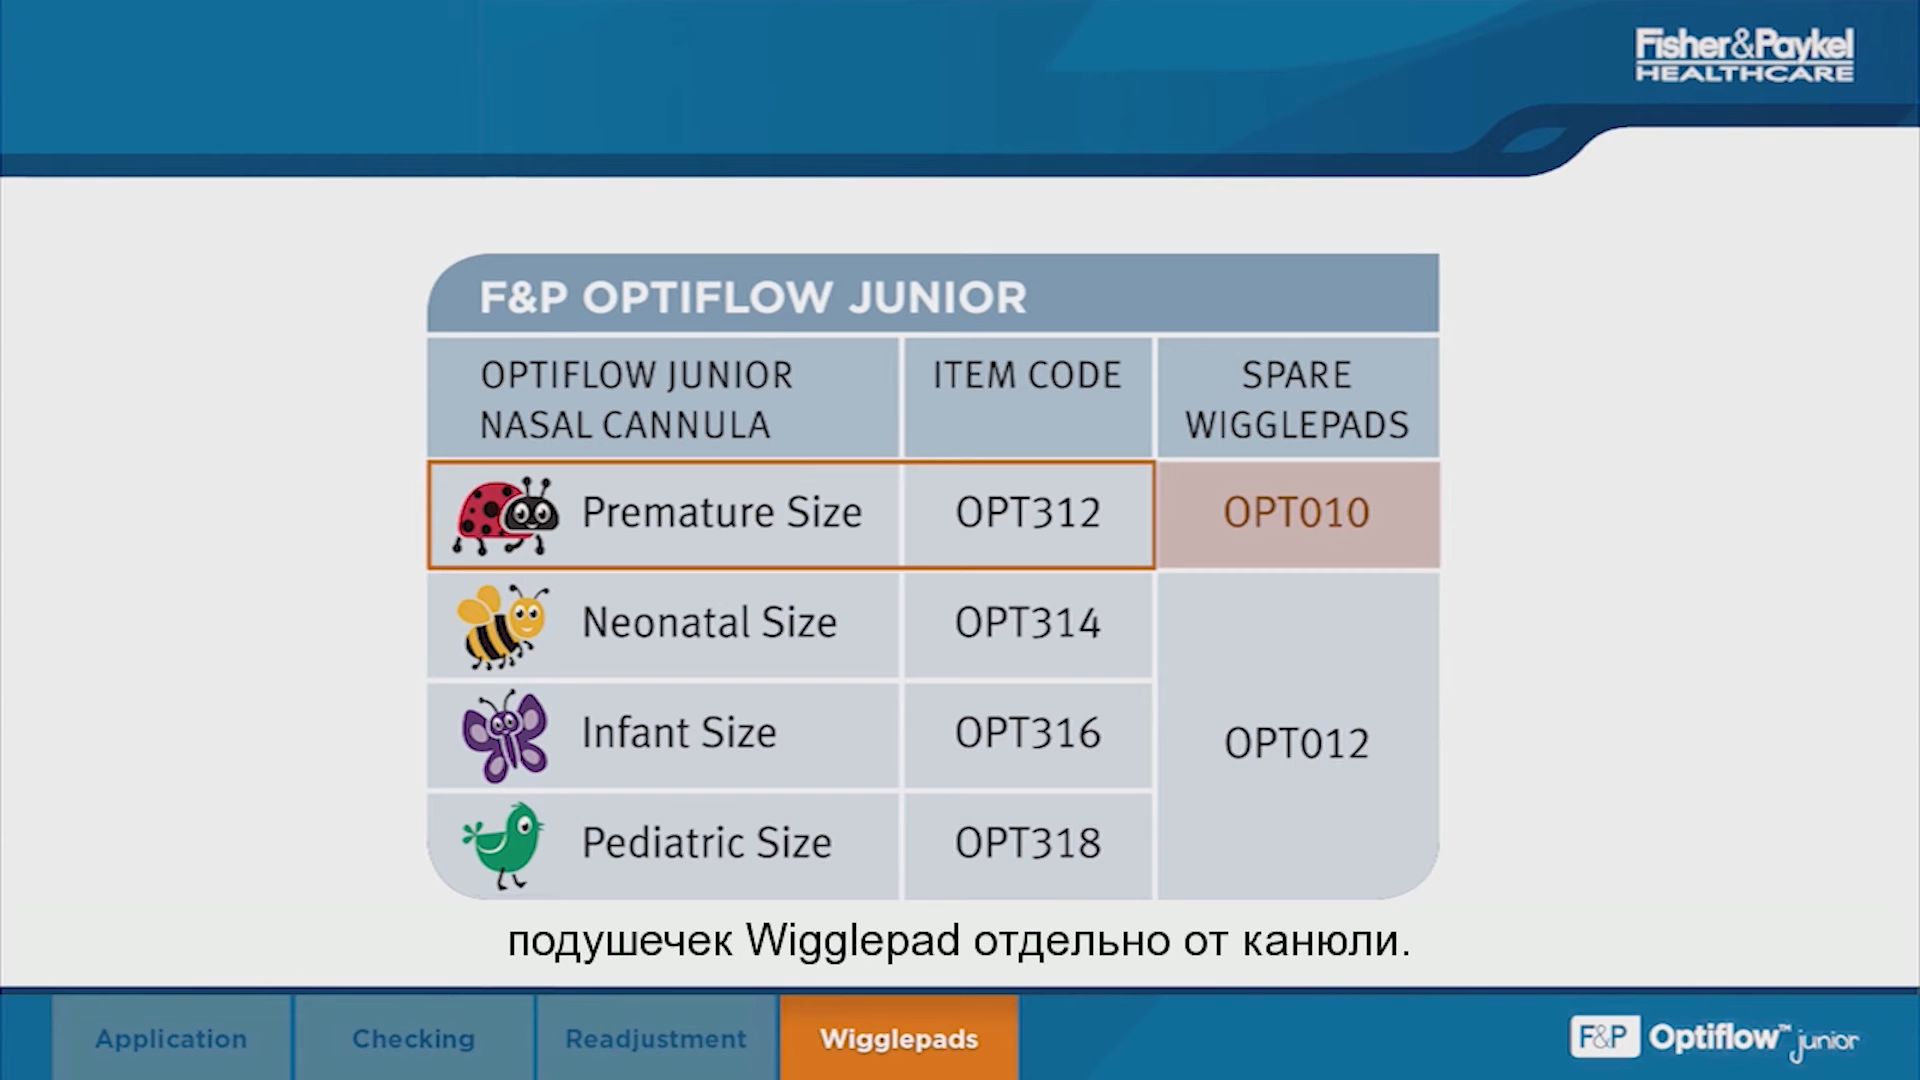 Fisher&Paykel
HEALTHCARE
F&P OPTIFLOW JUNIOR
OPTIFLOW JUNIOR
NASAL CANNULA
ITEM CODE
SPARE
WIGGLEPADS
Premature Size
OPT312
OPT010
Neonatal Size
OPT314
Infant Size
OPT316
OPT012
Pediatric Size
OPT318
подушечек Wigglepad отдельно от канюли.
Application
Checking
Readjustment
Wigglepads
F&P Optiflow™ junior